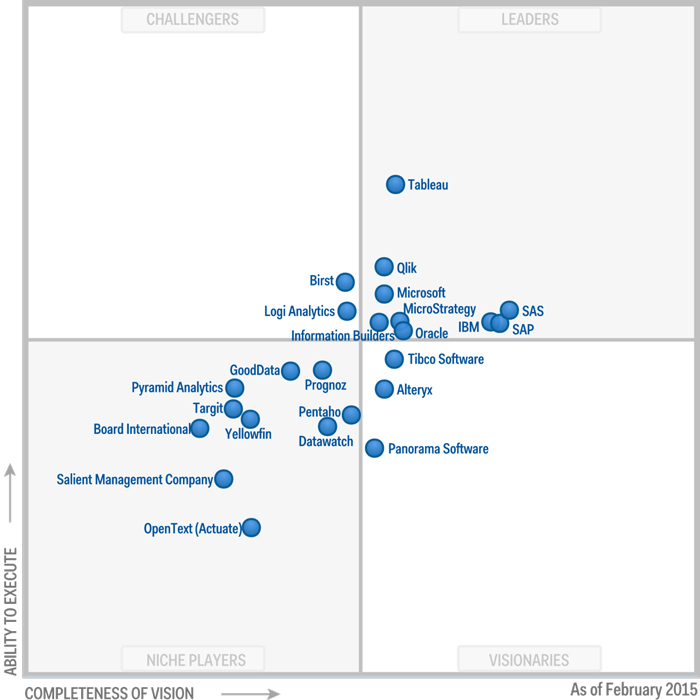 CHALLENGERS
LEADERS
Tableau
Qlik
Birst
Microsoft
MicroStrategy
Logi Analytics
SAS
IBM
SAP
Information Builders
Oracle
Tibco Software
GoodData
Prognoz
Pyramid Analytics
Alteryx
Targit
Pentaho
Board International
Yellowfin
Datawatch
Panorama Software
Salient Management Company
OpenText (Actuate)
ABILITY TO EXECUTE
NICHE PLAYERS
VISIONARIES
COMPLETENESS OF VISION
As of February 2015